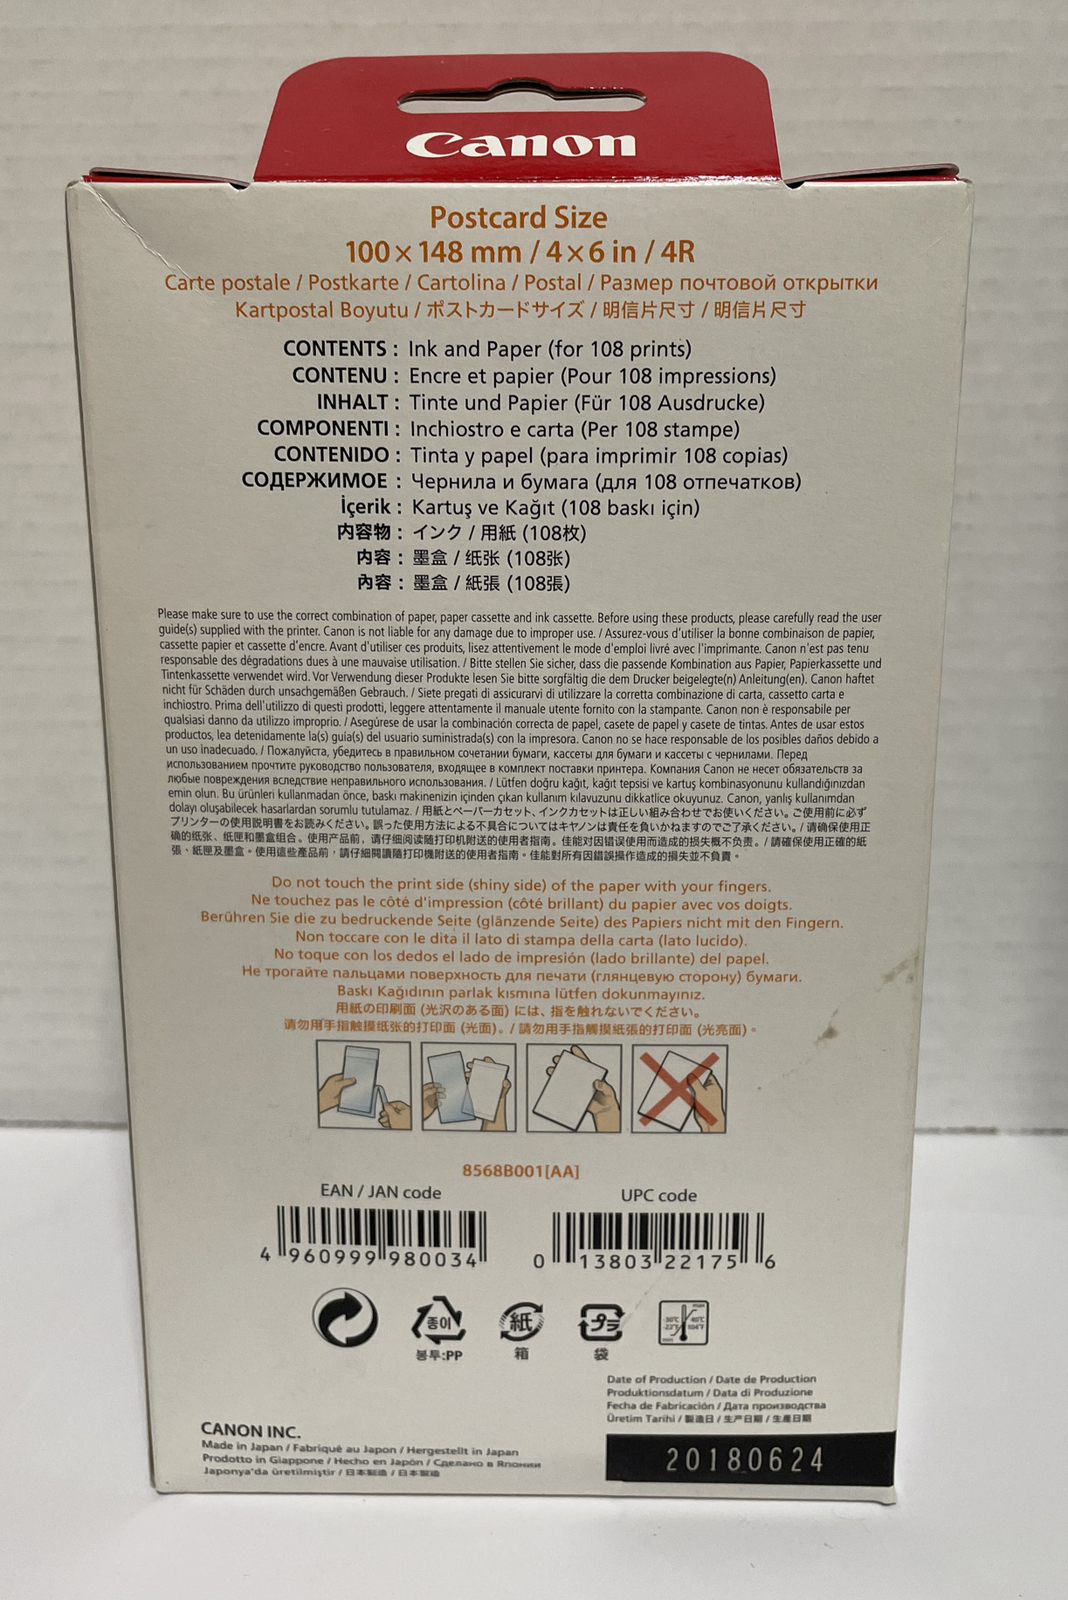 Canon
Postcard Size
100×148 mm / 4×6 in / 4R
Carte postale / Postkarte / Cartolina / Postal / Размер почтовой открытки
Kartpostal Boyutu / ポストカードサイズ / 明信片尺寸 / 明信片尺寸
CONTENTS : Ink and Paper (for 108 prints)
CONTENU : Encre et papier (Pour 108 impressions)
INHALT : Tinte und Papier (Für 108 Ausdrucke)
COMPONENTI : Inchiostro e carta (Per 108 stampe)
CONTENIDO : Tinta y papel (para imprimir 108 copias)
СОДЕРЖИМОЕ : Чернила и бумага (для 108 отпечатков)
İçerik : Kartuş ve Kağıt (108 baskı için)
内容物 : インク / 用紙 (108枚)
内容 : 墨盒 / 纸张 (108张)
內容 : 墨盒 / 紙張 (108張)
Please make sure to use the correct combination of paper, paper cassette and ink cassette. Before using these products, please carefully read the user
guide(s) supplied with the printer. Canon is not liable for any damage due to improper use. / Assurez-vous d'utiliser la bonne combinaison de papier,
cassette papier et cassette d'encre. Avant d'utiliser ces produits, lisez attentivement le mode d'emploi livré avec l'imprimante. Canon n'est pas tenu
responsable des dégradations dues à une mauvaise utilisation. / Bitte stellen Sie sicher, dass die passende Kombination aus Papier, Papierkassette und
Tintenkassette verwendet wird. Vor Verwendung dieser Produkte lesen Sie bitte sorgfältig die dem Drucker beigelegte(n) Anleitung(en). Canon haftet
nicht für Schäden durch unsachgemäßen Gebrauch. / Siete pregati di assicurarvi di utilizzare la corretta combinazione di carta, cassetto carta e
inchiostro. Prima dell'utilizzo di questi prodotti, leggere attentamente il manuale utente fornito con la stampante. Canon non è responsabile per
qualsiasi danno da utilizzo improprio. / Asegúrese de usar la combinación correcta de papel, casete de papel y casete de tintas. Antes de usar estos
productos, lea detenidamente la(s) guía(s) del usuario suministrada(s) con la impresora. Canon no se hace responsable de los posibles daños debido a
un uso inadecuado. / Пожалуйста, убедитесь в правильном сочетании бумаги, кассеты для бумаги и кассеты с чернилами. Перед
использованием прочтите руководство пользователя, входящее в комплект поставки принтера. Компания Canon не несет обязательств за
любые повреждения вследствие неправильного использования. / Lütfen doğru kağıt, kağıt tepsisi ve kartuş kombinasyonunu kullandığınızdan
emin olun. Bu ürünleri kullanmadan önce, baskı makinenizin içinden çıkan kullanım kılavuzunu dikkatlice okuyunuz. Canon, yanlış kullanımdan
dolayı oluşabilecek hasarlardan sorumlu tutulamaz. / 用紙とペーパーカセット、インクカセットは正しい組み合わせでお使いください。ご使用前に必ず
プリンターの使用説明書をお読みください。誤った使用方法による不具合についてはキヤノンは責任を負いかねますのでご了承ください。/ 请确保使用正
确的纸张、纸匣和墨盒组合。使用产品前，请仔细阅读随打印机附送的使用者指南。佳能对因错误使用而造成的损失概不负责。/ 請確保使用正確的紙
張、紙匣及墨盒。使用這些產品前，請仔細閱讀隨打印機附送的使用者指南。佳能對所有因錯誤操作造成的損失並不負責。
Do not touch the print side (shiny side) of the paper with your fingers.
Ne touchez pas le côté d'impression (côté brillant) du papier avec vos doigts.
Berühren Sie die zu bedruckende Seite (glänzende Seite) des Papiers nicht mit den Fingern.
Non toccare con le dita il lato di stampa della carta (lato lucido).
No toque con los dedos el lado de impresión (lado brillante) del papel.
Не трогайте пальцами поверхность для печати (глянцевую сторону) бумаги.
Baskı Kağıdının parlak kısmına lütfen dokunmayınız.
用紙の印刷面 (光沢のある面) には、指を触れないでください。
请勿用手指触摸纸张的打印面 (光面)。/ 請勿用手指觸摸紙張的打印面 (光亮面)。
8568B001[AA]
EAN / JAN code UPC code
4 960999 980034 0 13803 22175 6
종이 紙 プラ -30℃ -22°F min max 40℃ 104°F
봉투:PP 箱 袋
Date of Production / Date de Production
Produktionsdatum / Data di Produzione
Fecha de Fabricación / Дата производства
Üretim Tarihi / 製造日 / 生产日期 / 生產日期
CANON INC.
Made in Japan / Fabriqué au Japon / Hergestellt in Japan
Prodotto in Giappone / Hecho en Japón / Сделано в Японии
Japonya'da üretilmiştir / 日本制造 / 日本製造
20180624